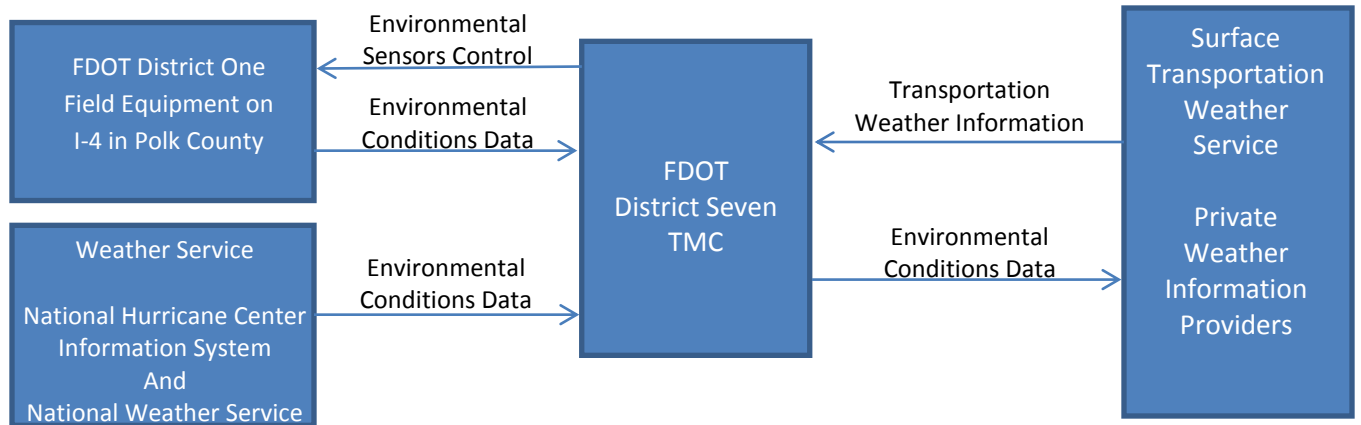 FDOT District One
Field Equipment on
I-4 in Polk County
Environmental
Sensors Control
Environmental
Conditions Data
Weather Service
National Hurricane Center
Information System
And
National Weather Service
Environmental
Conditions Data
FDOT
District Seven
TMC
Transportation
Weather Information
Environmental
Conditions Data
Surface
Transportation
Weather
Service
Private
Weather
Information
Providers